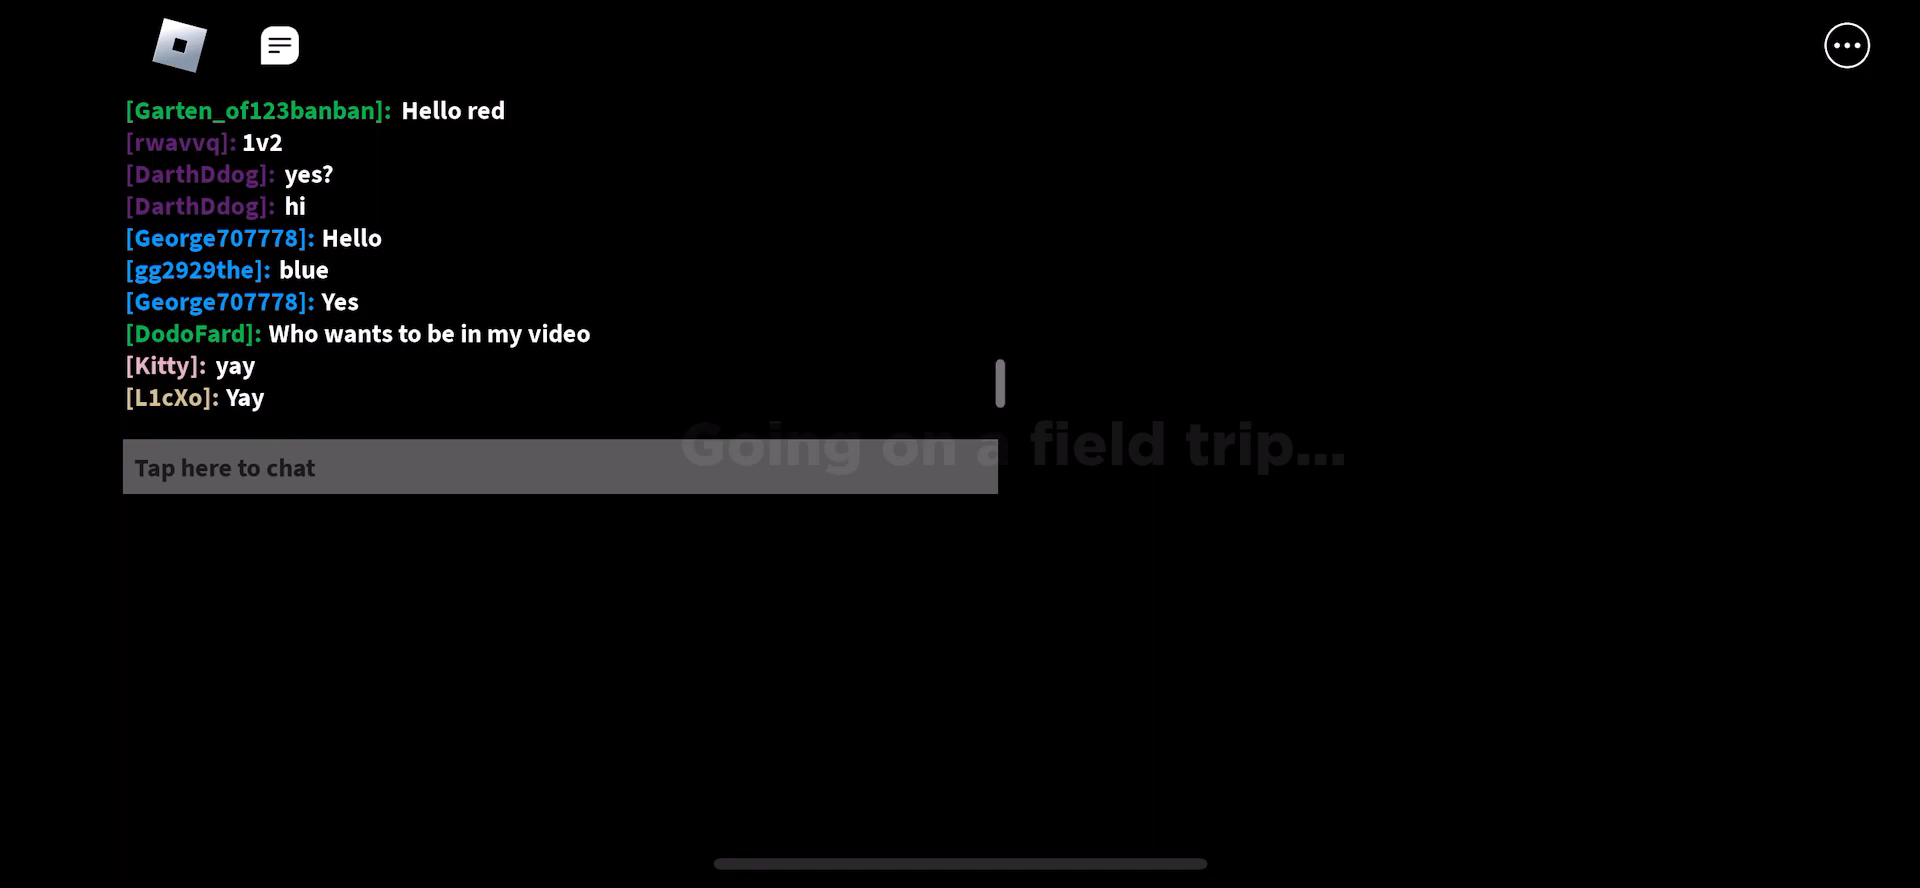 [Garten_of123banban]: Hello red
[rwavvq]: 1v2
[DarthDdog]: yes?
[DarthDdog]: hi
[George707778]: Hello
[gg2929the]: blue
[George707778]: Yes
[DodoFard]: Who wants to be in my video
[Kitty]: yay
[L1cXo]: Yay
Going on a field trip...
Tap here to chat